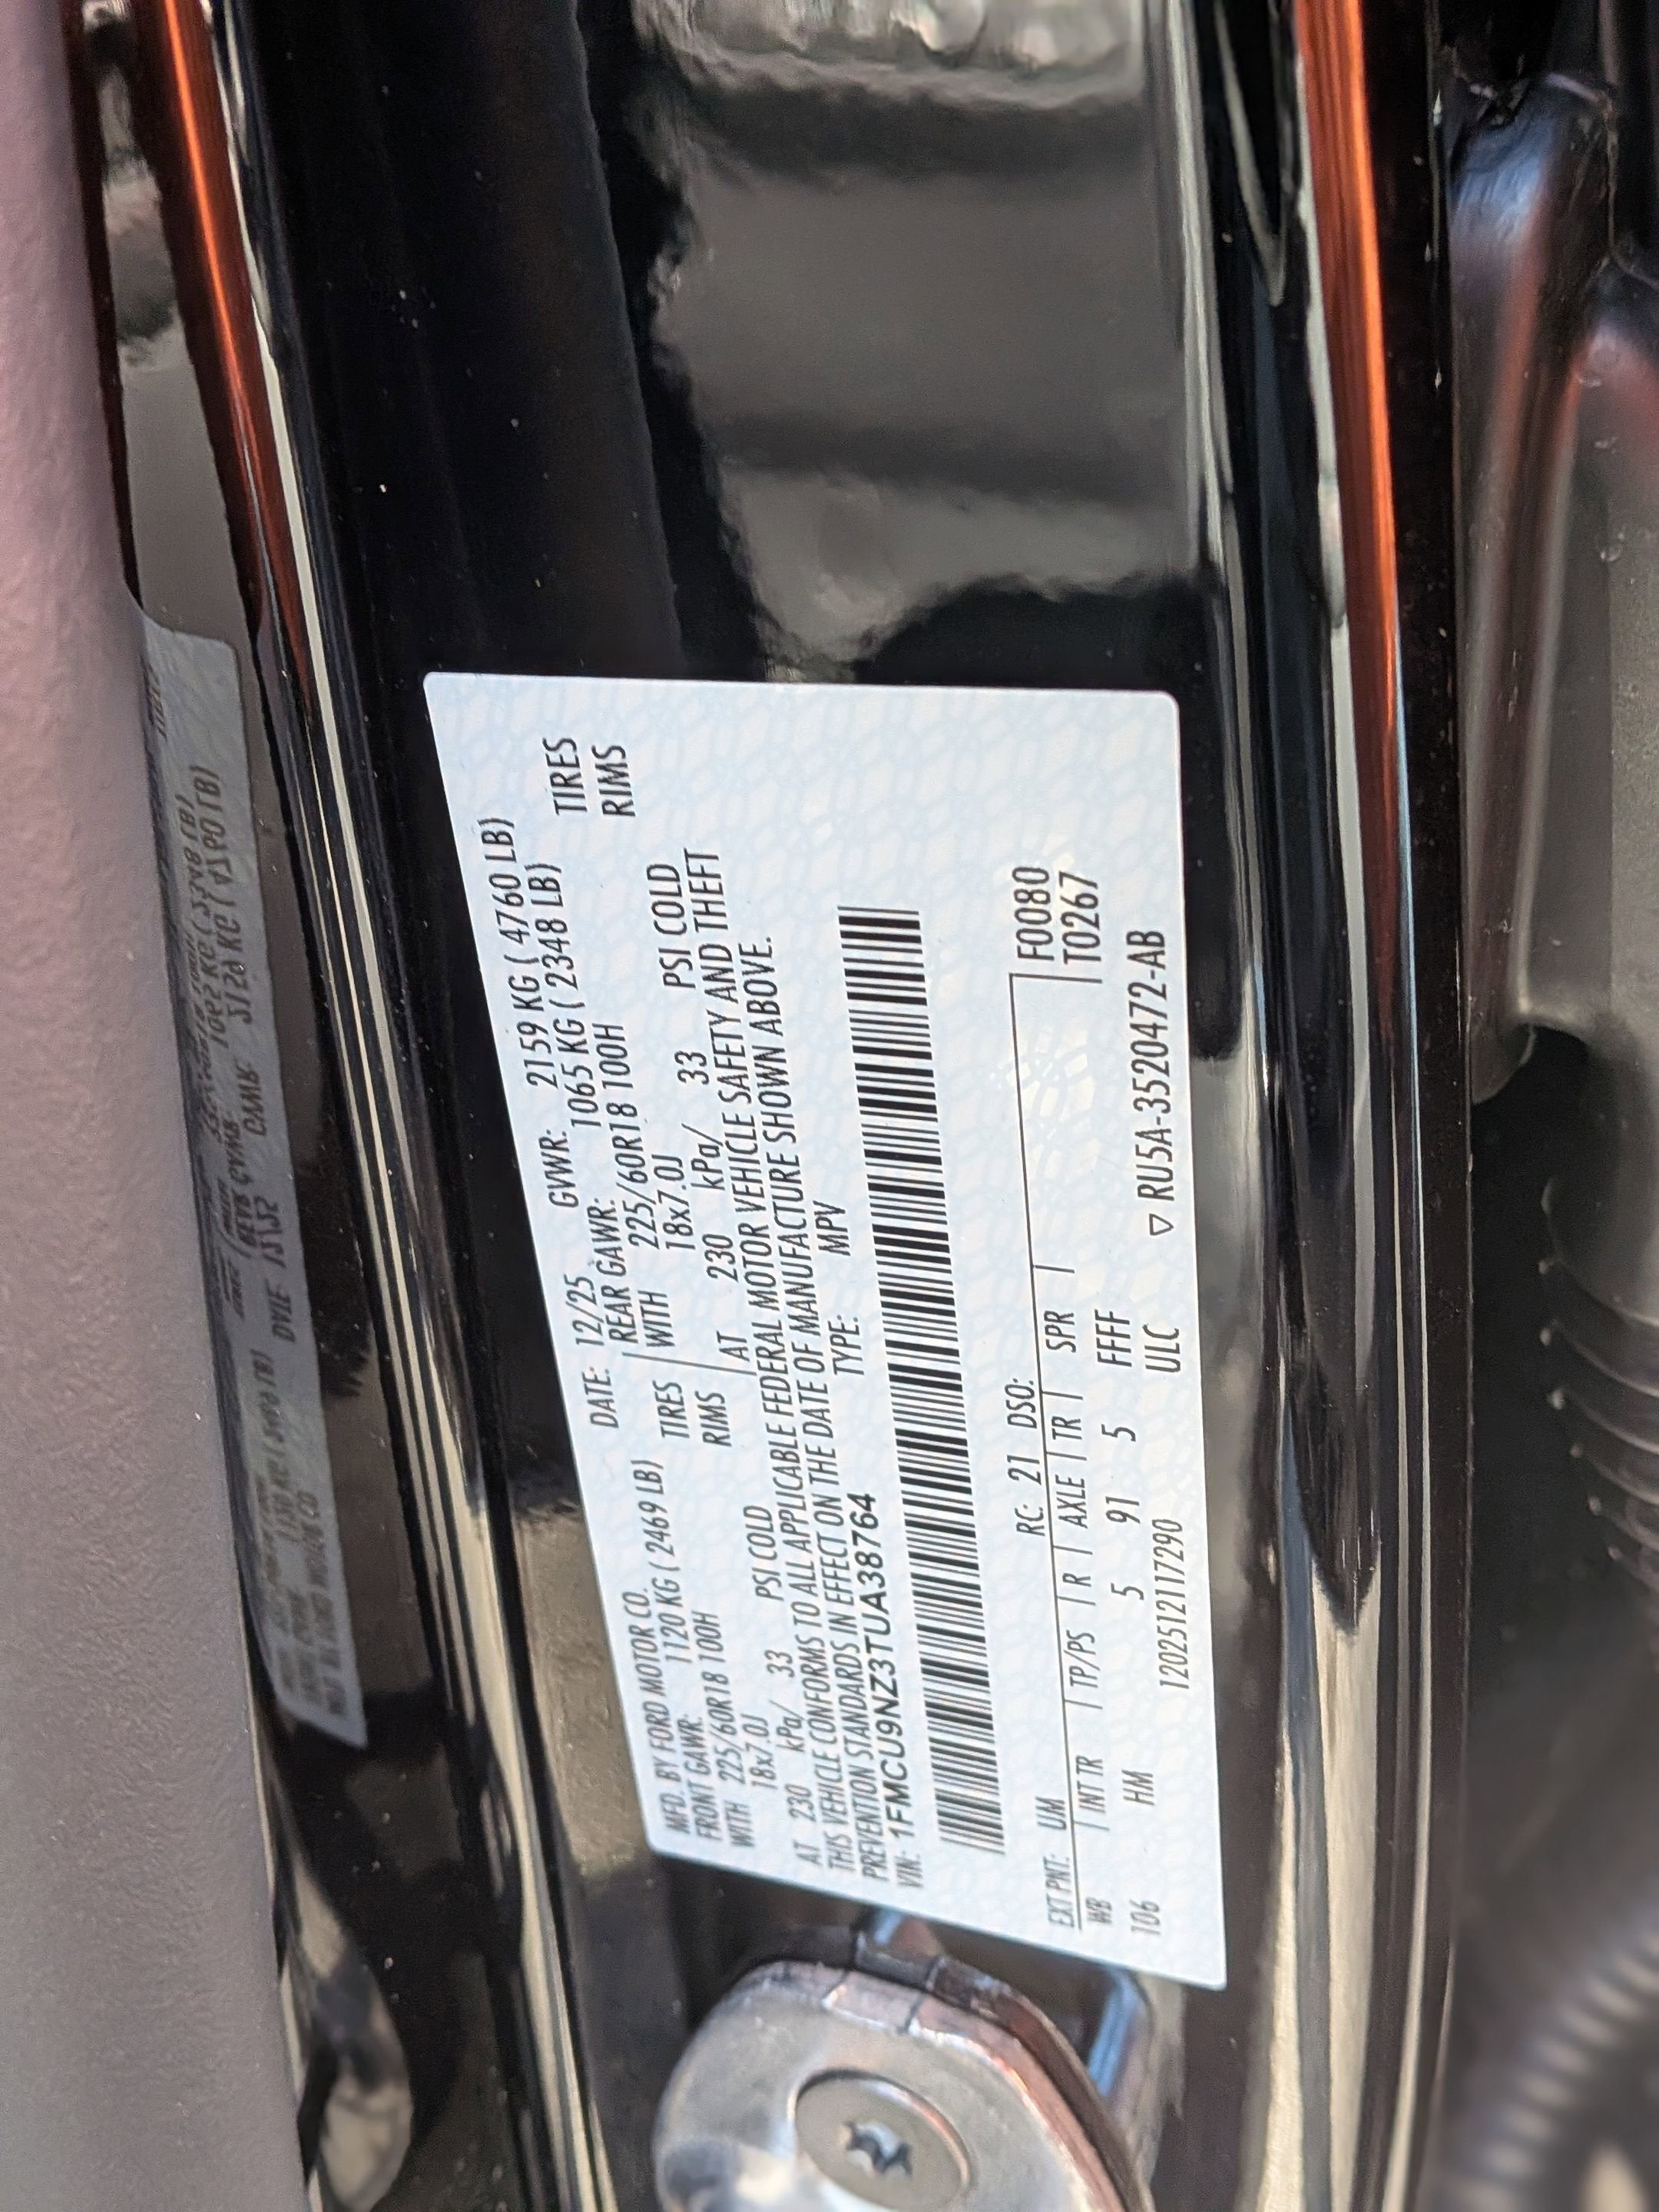 MFD. BY FORD MOTOR CO. DATE: 12/25 GVWR: 2159 KG ( 4760 LB)
FRONT GAWR: 1120 KG ( 2469 LB) REAR GAWR: 1065 KG ( 2348 LB)
WITH 225/60R18 100H TIRES WITH 225/60R18 100H TIRES
18x7.0J RIMS 18x7.0J RIMS
AT 230 kPa/ 33 PSI COLD AT 230 kPa/ 33 PSI COLD
THIS VEHICLE CONFORMS TO ALL APPLICABLE FEDERAL MOTOR VEHICLE SAFETY AND THEFT
PREVENTION STANDARDS IN EFFECT ON THE DATE OF MANUFACTURE SHOWN ABOVE.
VIN: 1FMCU9NZ3TUA38764 TYPE: MPV
EXT PNT: UM RC: 21 DSO: F0080
WB INT TR TP/PS R AXLE TR SPR T0267
106 HM 5 91 5 FFFF
12025121117290 ULC ▽ RU5A-3520472-AB